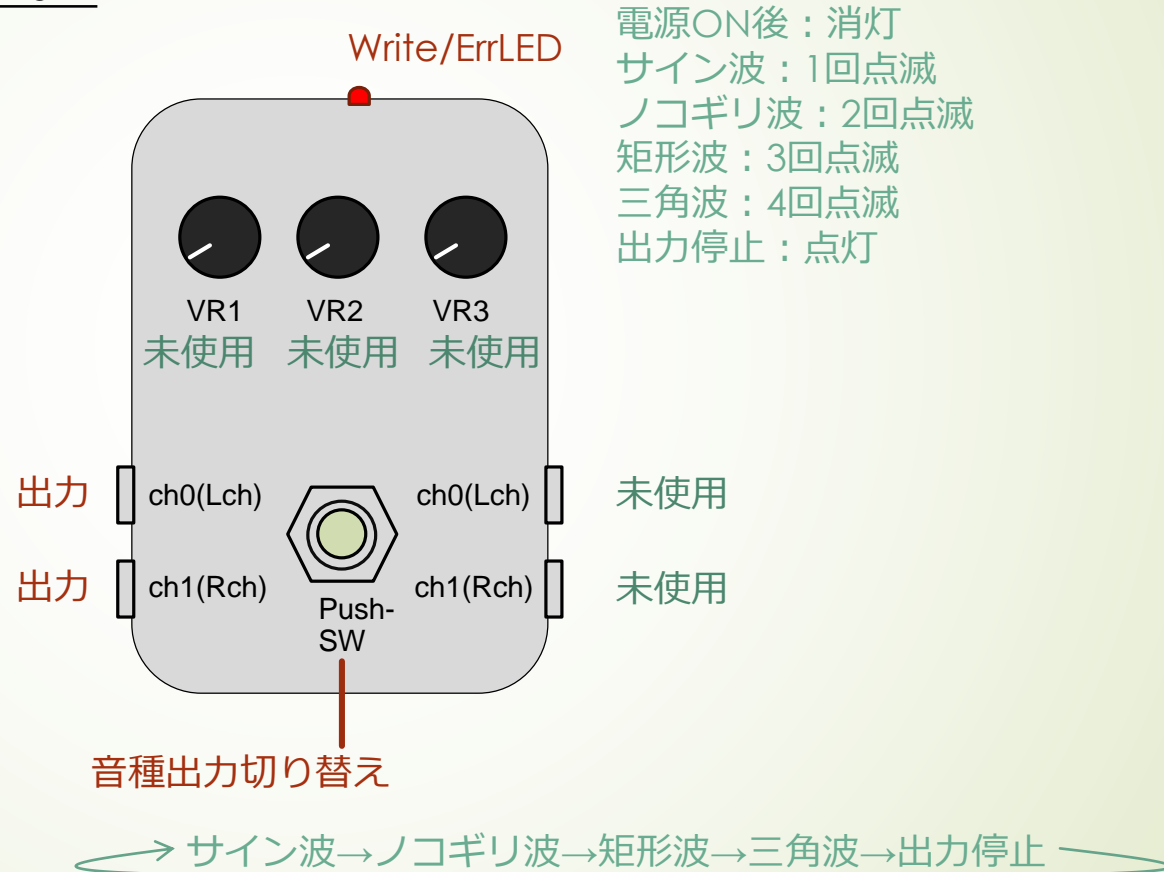 Write/ErrLED
電源ON後：消灯
サイン波：1回点滅
ノコギリ波：2回点滅
矩形波：3回点滅
三角波：4回点滅
出力停止：点灯
VR1 VR2 VR3
未使用 未使用 未使用
出力 ch0(Lch) ch0(Lch) 未使用
出力 ch1(Rch) ch1(Rch) 未使用
Push-
SW
音種出力切り替え
サイン波→ノコギリ波→矩形波→三角波→出力停止